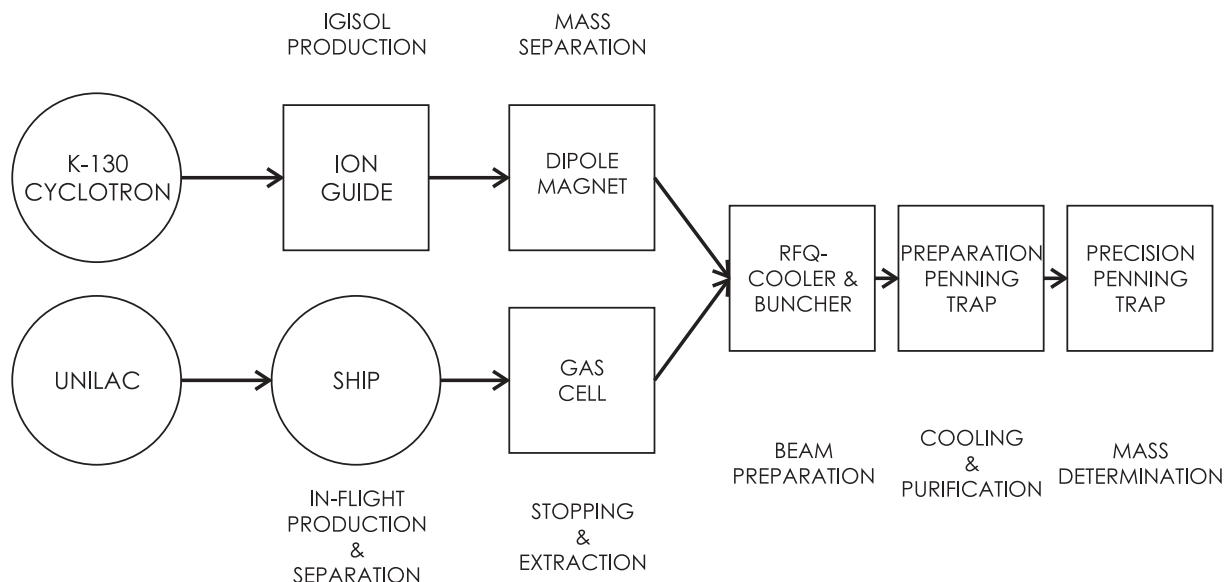 IGISOL
PRODUCTION
MASS
SEPARATION
K-130
CYCLOTRON
ION
GUIDE
DIPOLE
MAGNET
RFQ-
COOLER &
BUNCHER
PREPARATION
PENNING
TRAP
PRECISION
PENNING
TRAP
UNILAC
SHIP
GAS
CELL
BEAM
PREPARATION
COOLING
&
PURIFICATION
MASS
DETERMINATION
IN-FLIGHT
PRODUCTION
&
SEPARATION
STOPPING
&
EXTRACTION